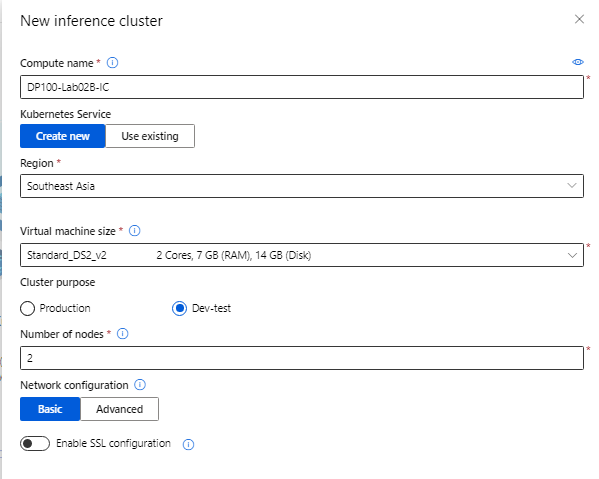 New inference cluster
Compute name *
DP100-Lab02B-IC
*
Kubernetes Service
Create new Use existing
Region *
Southeast Asia
Virtual machine size *
Standard_DS2_v2 2 Cores, 7 GB (RAM), 14 GB (Disk)
*
Cluster purpose
Production Dev-test
Number of nodes *
2
*
Network configuration
Basic Advanced
Enable SSL configuration